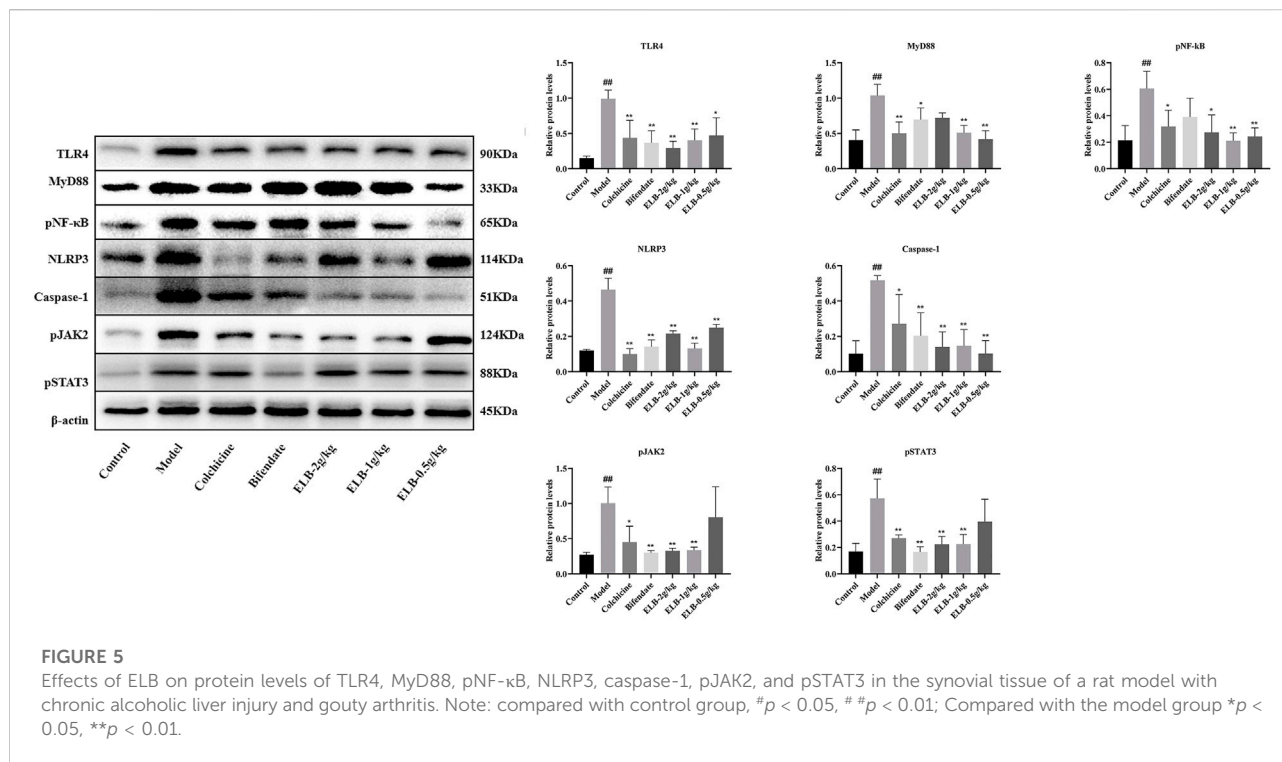 TLR4
90KDa
MyD88
33KDa
pNF-κB
65KDa
NLRP3
114KDa
Caspase-1
51KDa
pJAK2
124KDa
pSTAT3
88KDa
β-actin
45KDa
Control
Model
Colchicine
Bifendate
ELB-2g/kg
ELB-1g/kg
ELB-0.5g/kg
TLR4
Relative protein levels
1.5
1.0
0.5
0.0
##
**
**
**
**
*
Control
Model
Colchicine
Bifendate
ELB-2g/kg
ELB-1g/kg
ELB-0.5g/kg
MyD88
Relative protein levels
1.5
1.0
0.5
0.0
##
**
*
**
**
Control
Model
Colchicine
Bifendate
ELB-2g/kg
ELB-1g/kg
ELB-0.5g/kg
pNF-kB
Relative protein levels
0.8
0.6
0.4
0.2
0.0
##
*
*
**
**
Control
Model
Colchicine
Bifendate
ELB-2g/kg
ELB-1g/kg
ELB-0.5g/kg
NLRP3
Relative protein levels
0.6
0.4
0.2
0.0
##
**
**
**
**
**
Control
Model
Colchicine
Bifendate
ELB-2g/kg
ELB-1g/kg
ELB-0.5g/kg
Caspase-1
Relative protein levels
0.6
0.4
0.2
0.0
##
*
**
**
**
**
Control
Model
Colchicine
Bifendate
ELB-2g/kg
ELB-1g/kg
ELB-0.5g/kg
pJAK2
Relative protein levels
1.5
1.0
0.5
0.0
##
*
**
**
**
Control
Model
Colchicine
Bifendate
ELB-2g/kg
ELB-1g/kg
ELB-0.5g/kg
pSTAT3
Relative protein levels
0.8
0.6
0.4
0.2
0.0
##
**
**
**
**
Control
Model
Colchicine
Bifendate
ELB-2g/kg
ELB-1g/kg
ELB-0.5g/kg
FIGURE 5
Effects of ELB on protein levels of TLR4, MyD88, pNF-κB, NLRP3, caspase-1, pJAK2, and pSTAT3 in the synovial tissue of a rat model with
chronic alcoholic liver injury and gouty arthritis. Note: compared with control group, #p < 0.05, # #p < 0.01; Compared with the model group *p <
0.05, **p < 0.01.